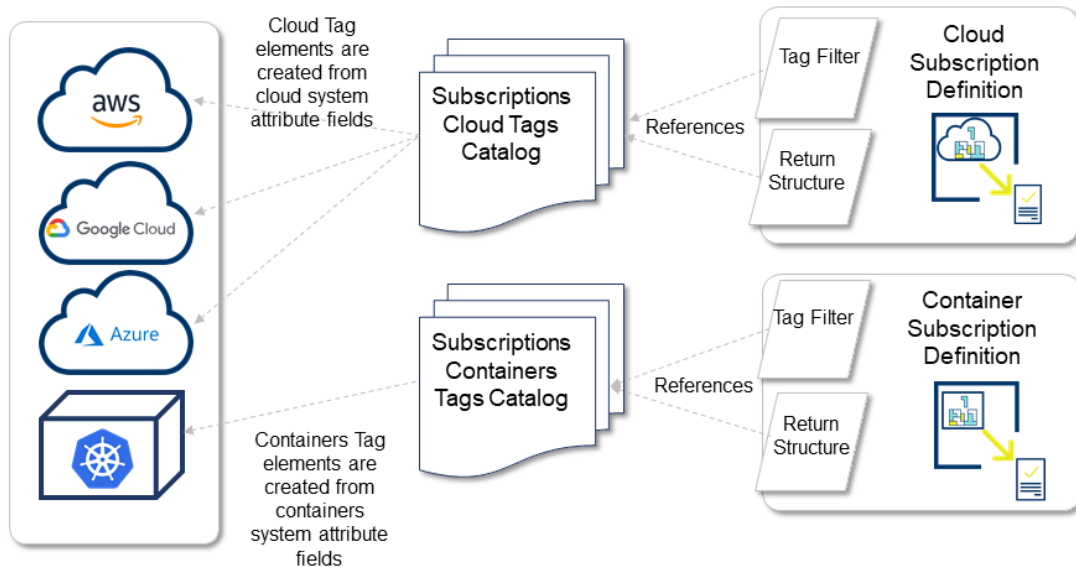 Cloud Tag
elements are
created from
cloud system
attribute fields
aws
Google Cloud
Azure
Subscriptions
Cloud Tags
Catalog
References
Tag Filter
Return
Structure
Cloud
Subscription
Definition
Subscriptions
Containers
Tags Catalog
References
Tag Filter
Return
Structure
Container
Subscription
Definition
Containers Tag
elements are
created from
containers
system attribute
fields